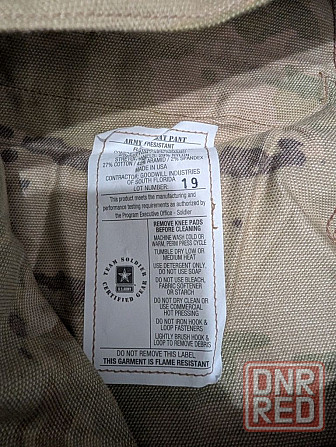 AT PANT
ARMY
RESISTANT
MADE IN USA
CONTRACTOR: GOODWILL INDUSTRIES
OF SOUTH FLORIDA
LOT NUMBER: 19
This product meets the manufacturing and
performance testing requirements as authorized by
the Program Executive Office - Soldier
TEAM SOLDIER
U.S.ARMY
CERTIFIED GEAR
REMOVE KNEE PADS
BEFORE CLEANING
MACHINE WASH COLD OR
WARM, PERM PRESS CYCLE
TUMBLE DRY LOW OR
MEDIUM HEAT
USE DETERGENT ONLY.
DO NOT USE SOAP
DO NOT USE BLEACH,
FABRIC SOFTENER
OR STARCH
DO NOT DRY CLEAN OR
USE COMMERCIAL
HOT PRESSING
DO NOT IRON HOOK &
LOOP FASTENERS
LIGHTLY BRUSH HOOK &
LOOP TO REMOVE DEBRIS
DO NOT REMOVE THIS LABEL
THIS GARMENT IS FLAME RESISTANT
DNR
RED